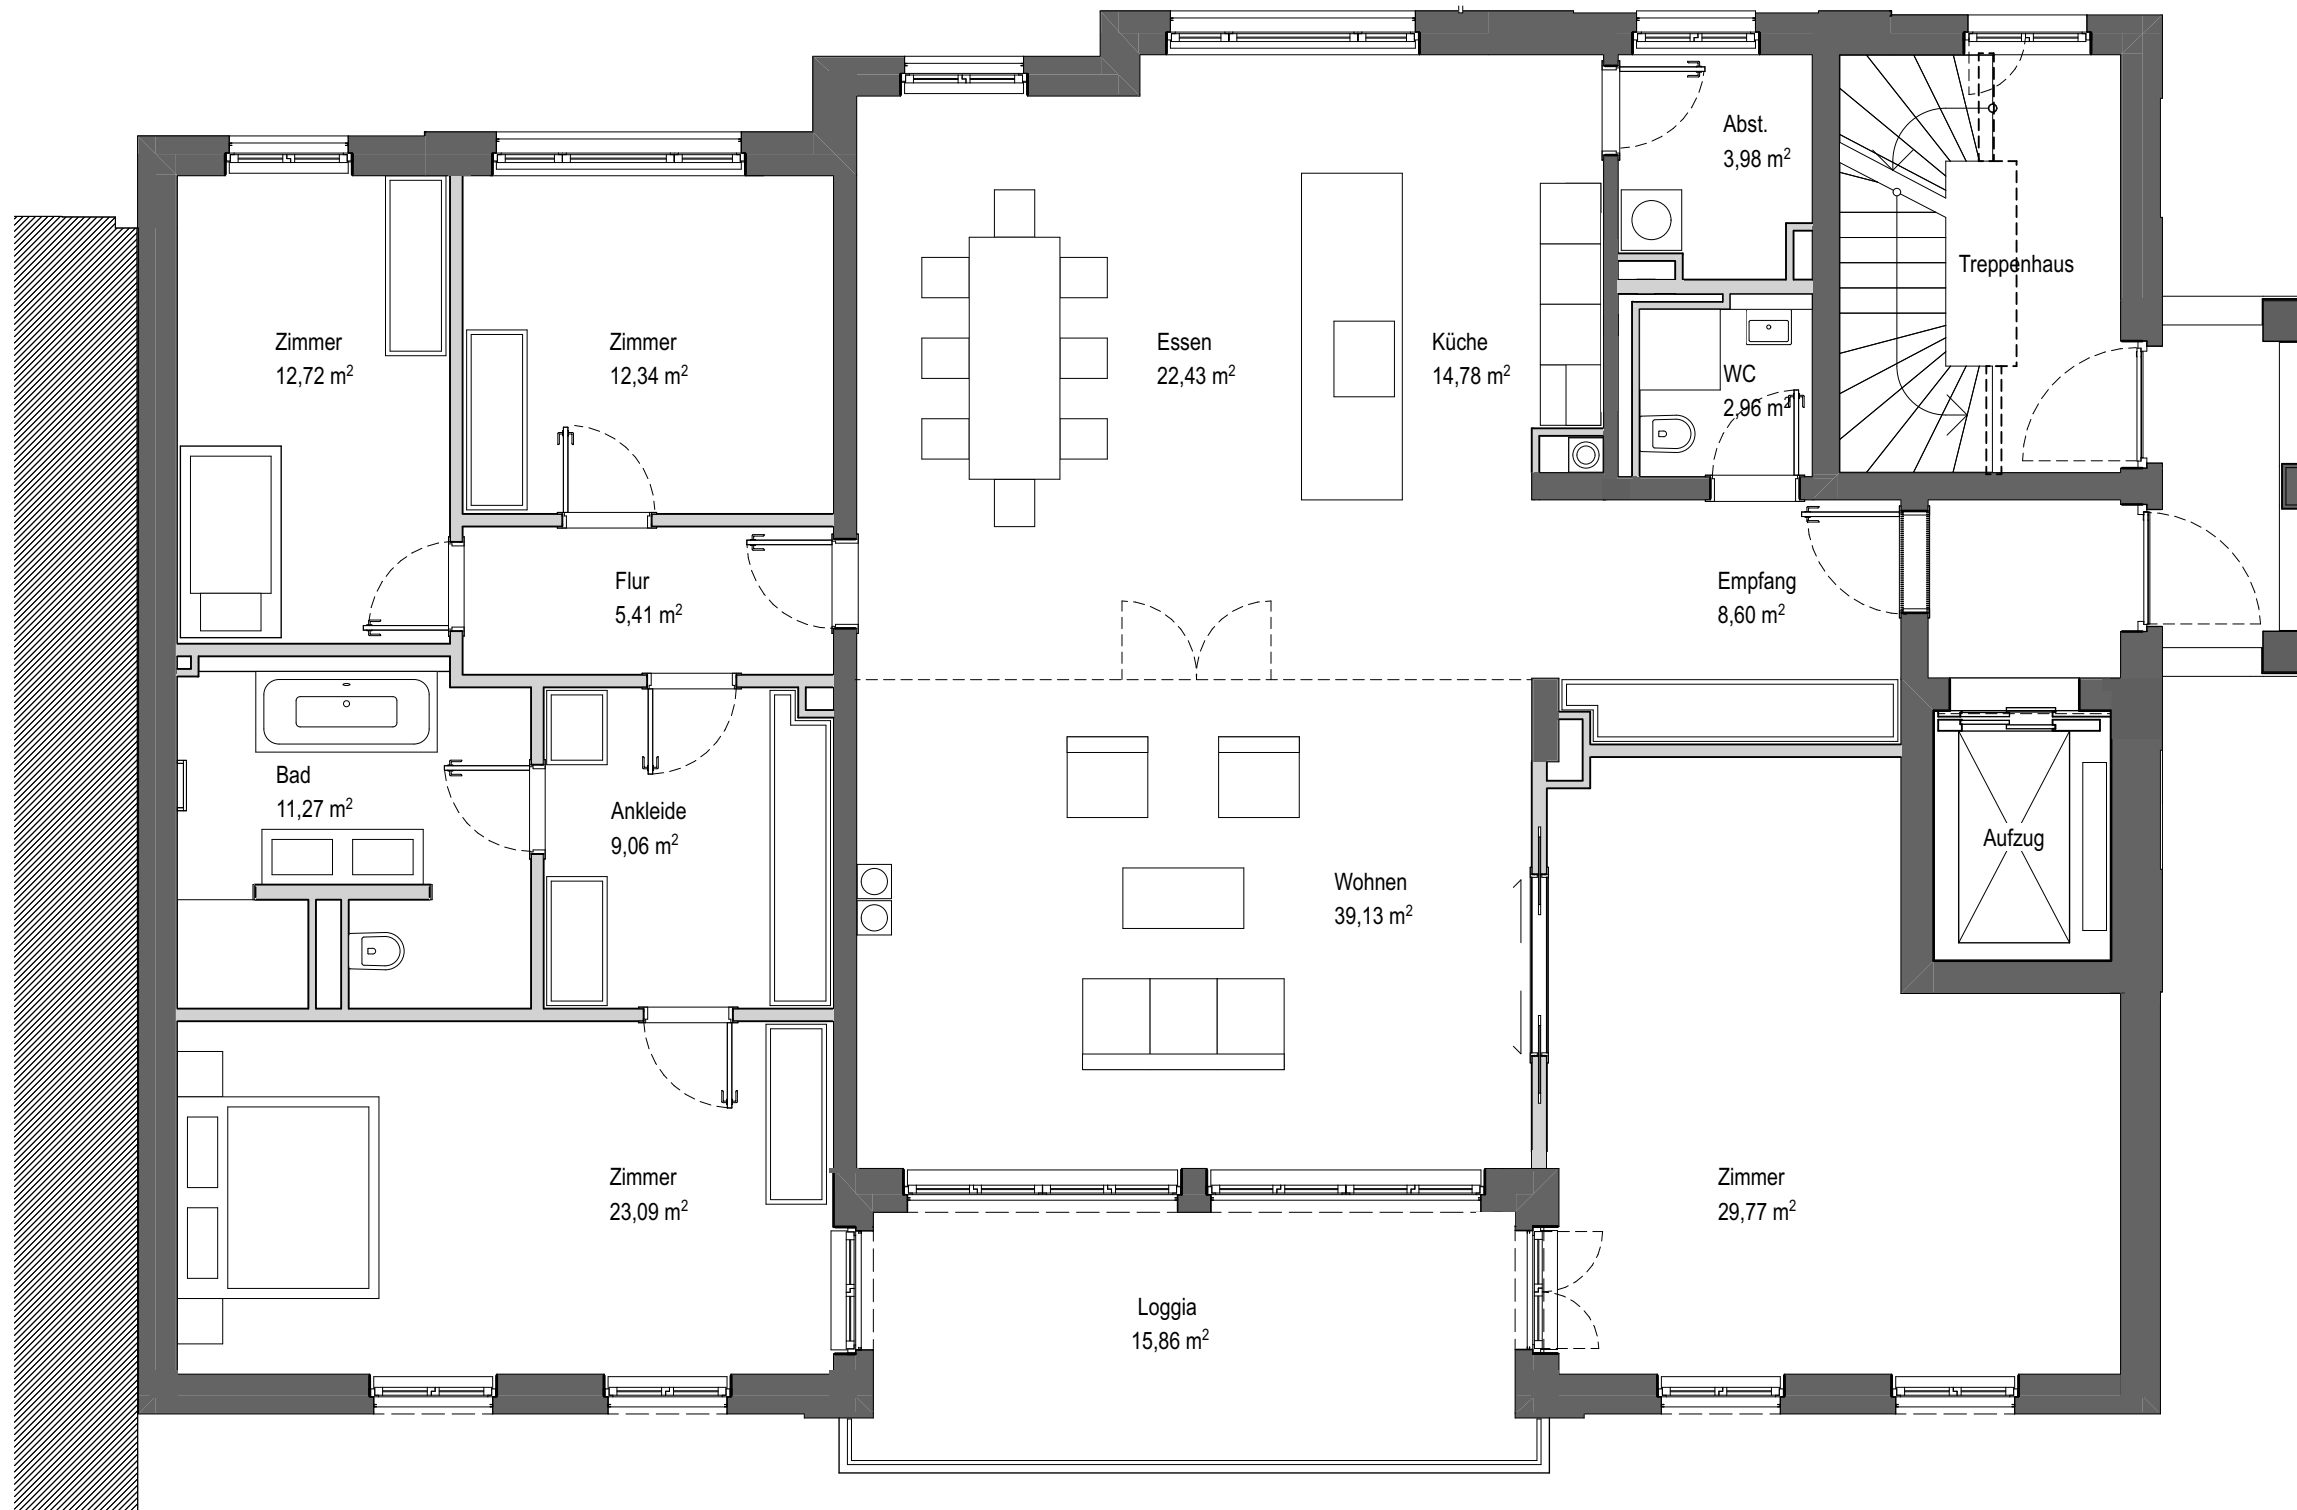 Abst.
3,98 m²
Treppenhaus
Zimmer
12,72 m²
Zimmer
12,34 m²
Essen
22,43 m²
Küche
14,78 m²
WC
2,96 m²
Flur
5,41 m²
Empfang
8,60 m²
Bad
11,27 m²
Ankleide
9,06 m²
Aufzug
Wohnen
39,13 m²
Zimmer
23,09 m²
Zimmer
29,77 m²
Loggia
15,86 m²